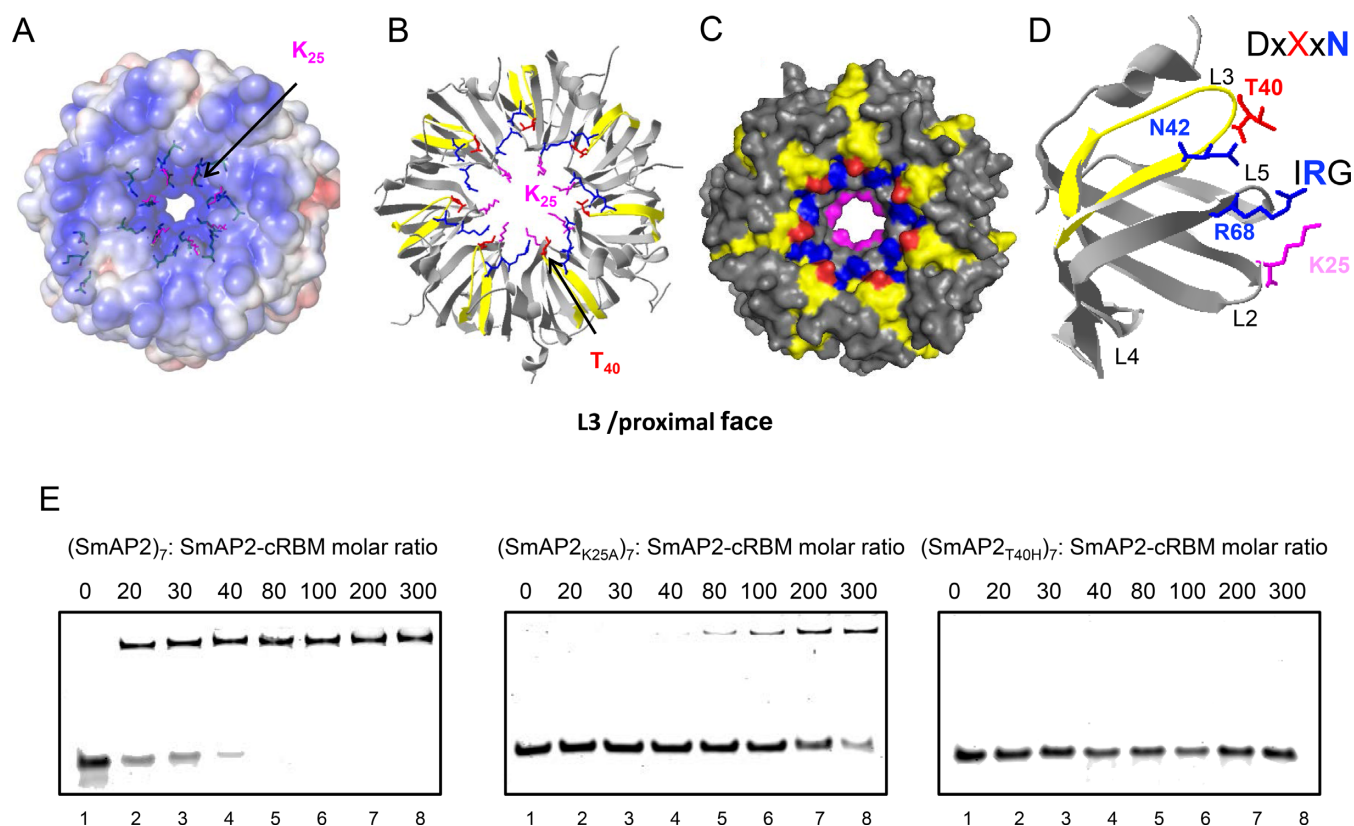 A
B
C
D
K25
K25
T40
DxXxN
L3
T40
N42
L5
IRG
R68
K25
L2
L4
L3 /proximal face
E
(SmAP2)7: SmAP2-cRBM molar ratio
0 20 30 40 80 100 200 300
1 2 3 4 5 6 7 8
(SmAP2K25A)7: SmAP2-cRBM molar ratio
0 20 30 40 80 100 200 300
1 2 3 4 5 6 7 8
(SmAP2T40H)7: SmAP2-cRBM molar ratio
0 20 30 40 80 100 200 300
1 2 3 4 5 6 7 8